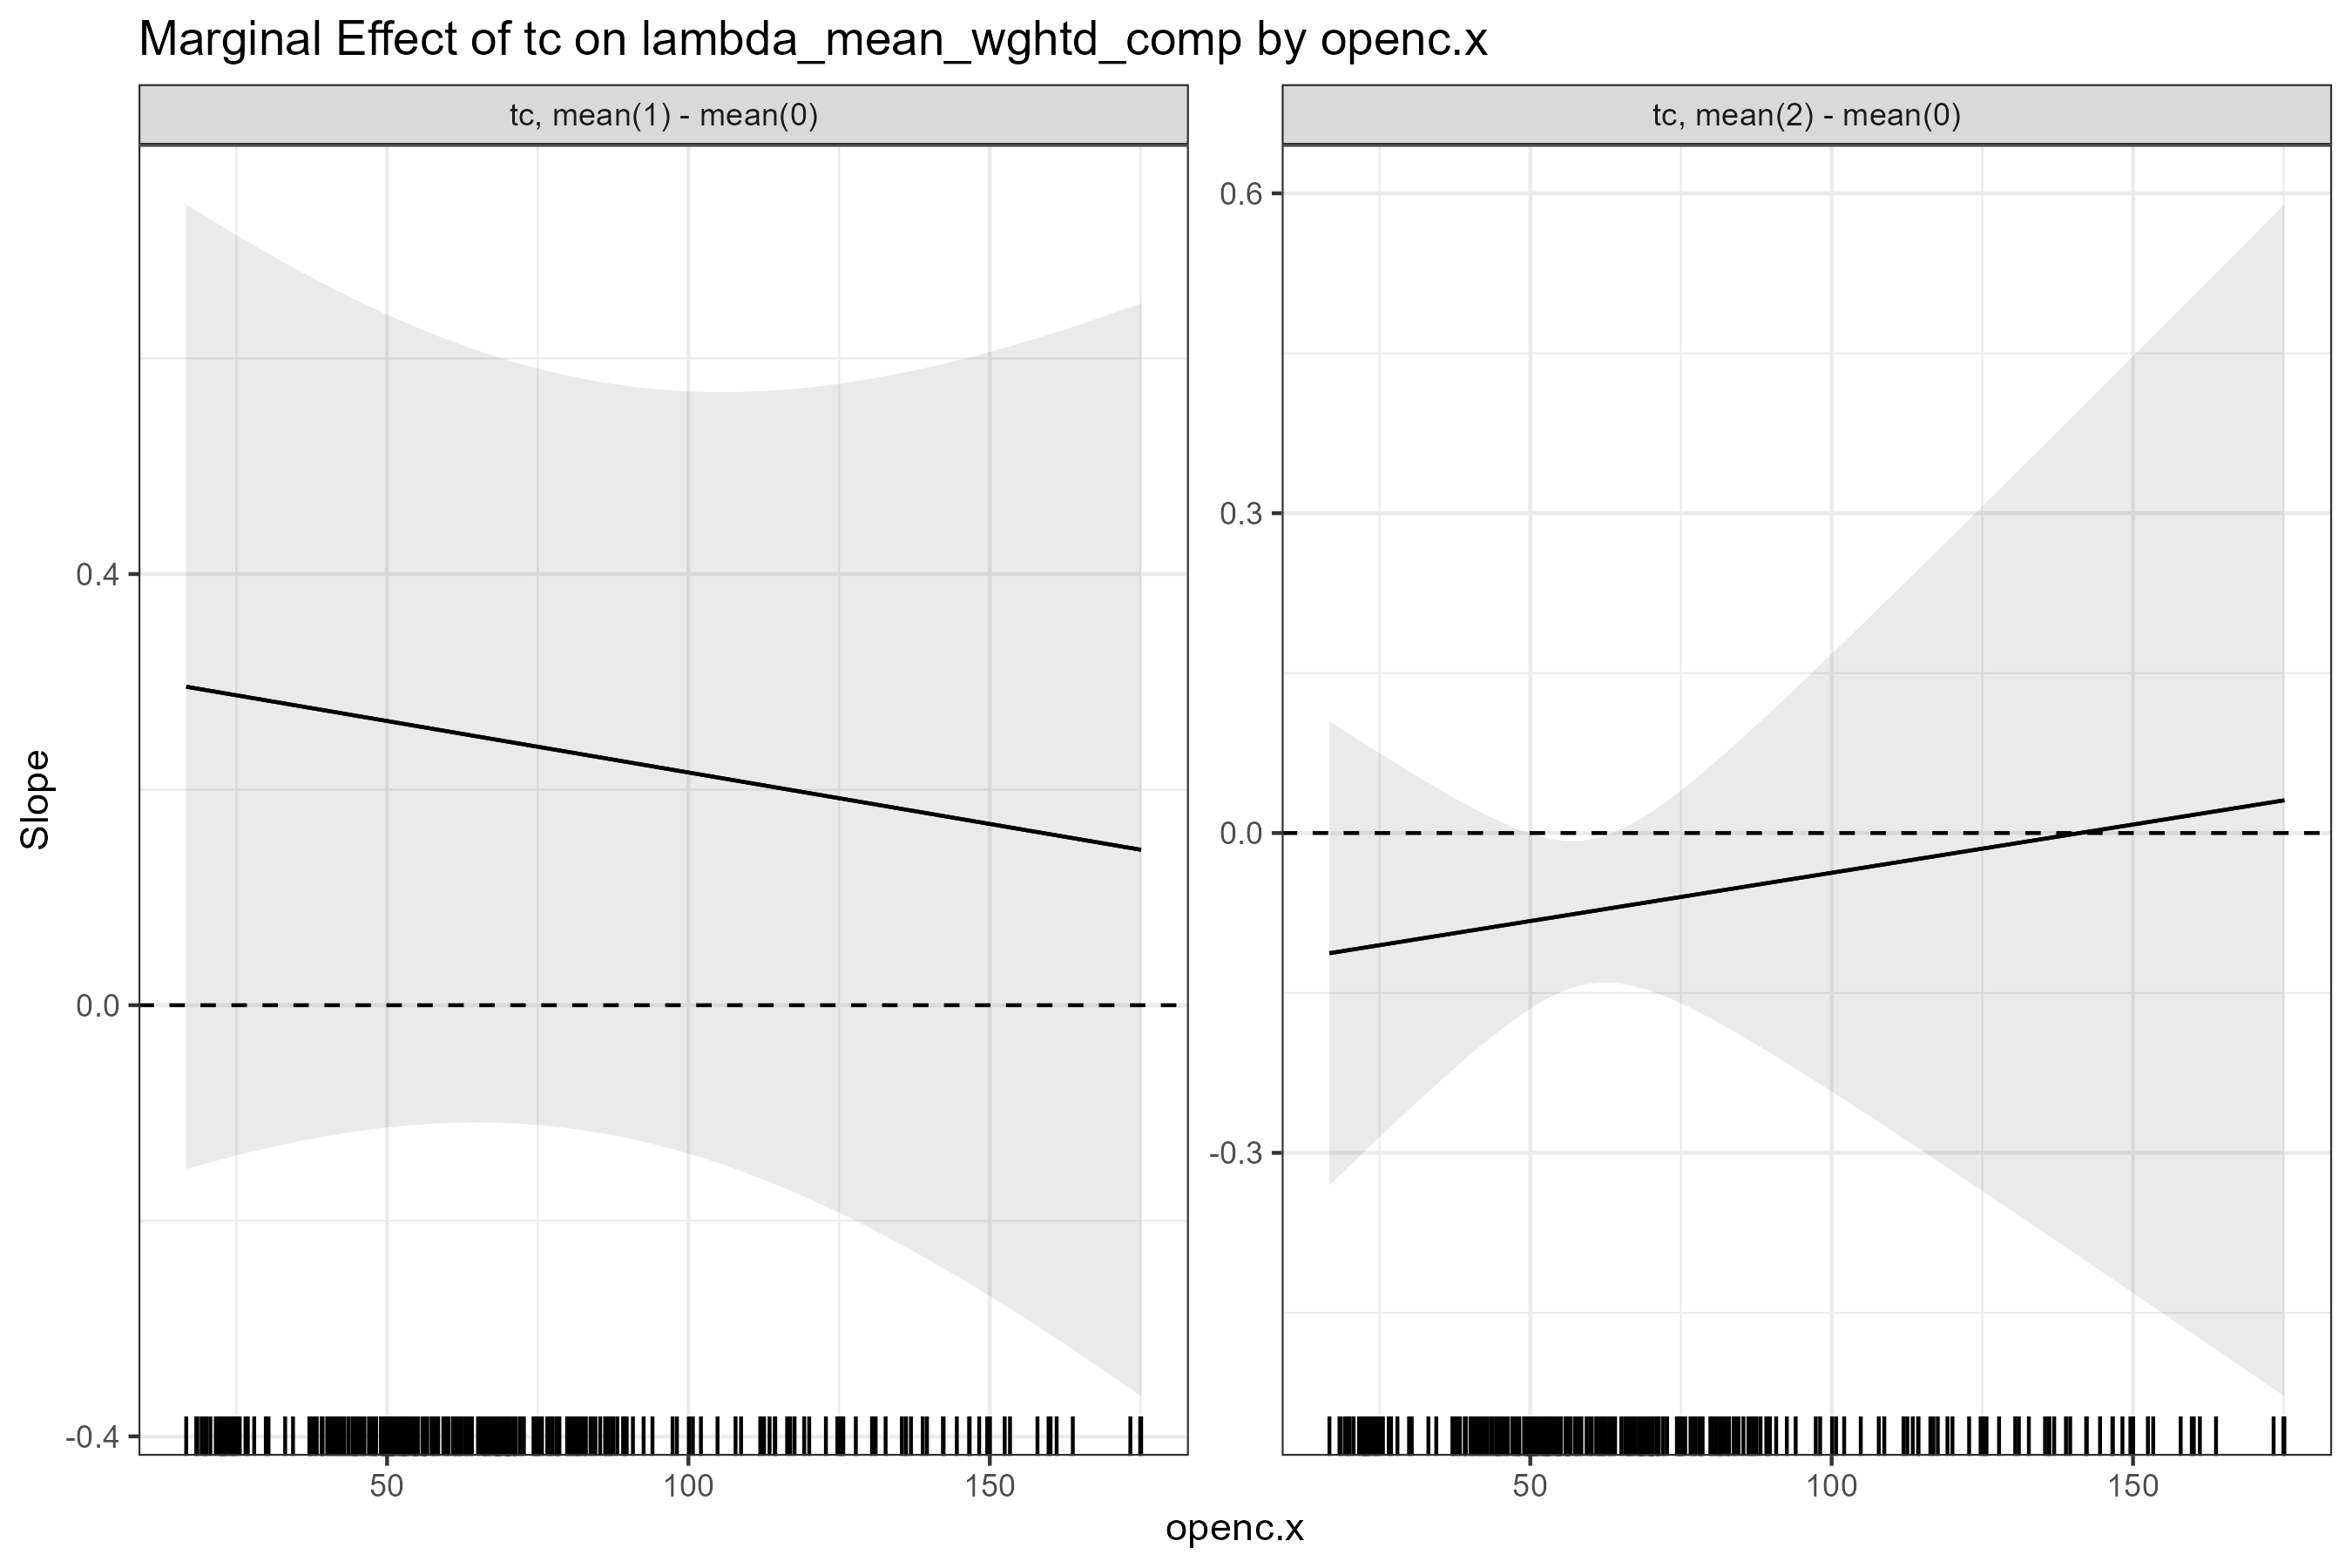 Marginal Effect of tc on lambda_mean_wghtd_comp by openc.x
tc, mean(1) - mean(0)
tc, mean(2) - mean(0)
Slope
0.4
0.0
-0.4
0.6
0.3
0.0
-0.3
50 100 150
50 100 150
openc.x